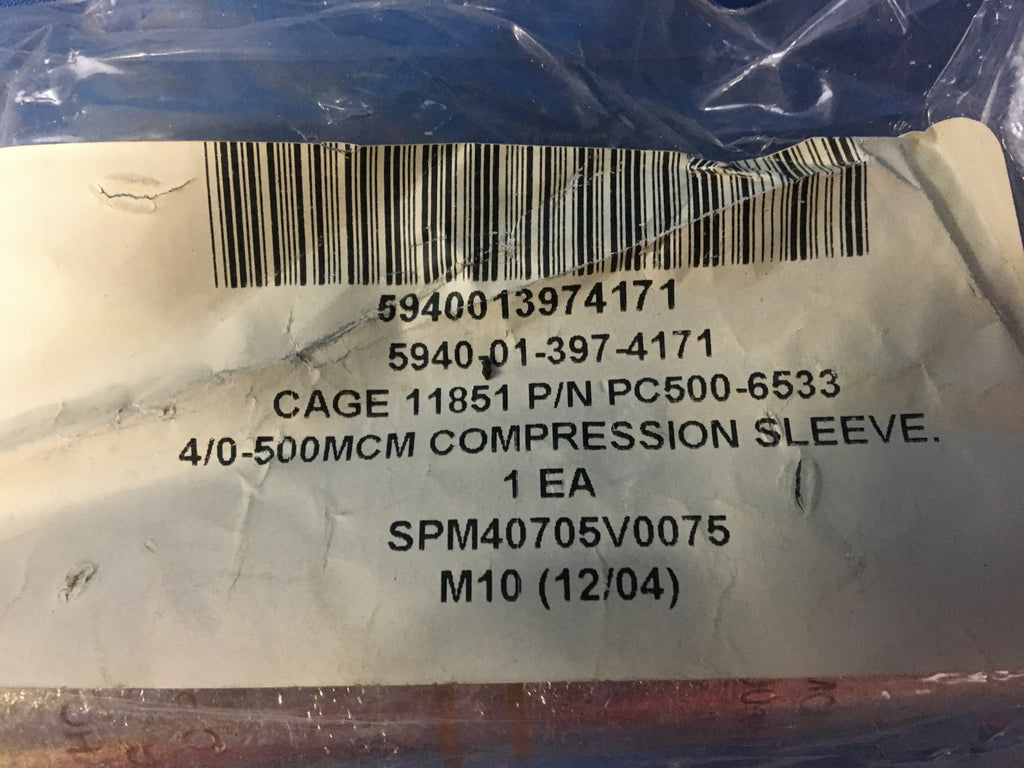 5940013974171
5940-01-397-4171
CAGE 11851 P/N PC500-6533
4/0-500MCM COMPRESSION SLEEVE.
1 EA
SPM40705V0075
M10 (12/04)